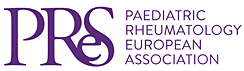 PReS
PAEDIATRIC
RHEUMATOLOGY
EUROPEAN
ASSOCIATION